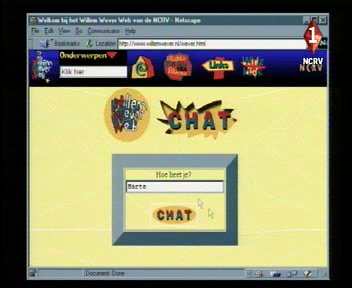 Welkom bij het Willem Wever Web van de NCRV - Netscape
File Edit View Go Communicator Help
Bookmarks Location http://www.willemwever.nl/wever.html
1
Onderwerpen
Klik hier
@
Links
NCRV
NCRV
Willem Wever Web
CHAT
Hoe heet je?
Marte
CHAT
Document: Done